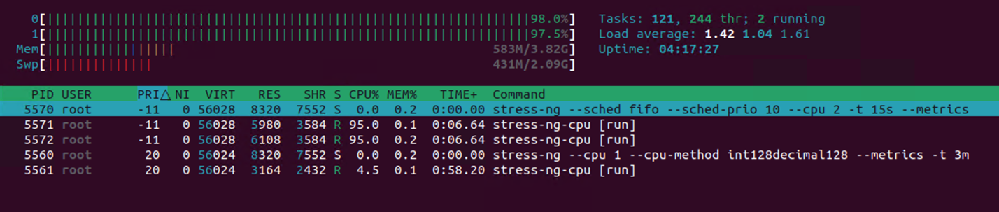 0[||||||||||||||||||||||||||||||||||||||||||||||||||||||||||||98.0%] Tasks: 121, 244 thr; 2 running
1[||||||||||||||||||||||||||||||||||||||||||||||||||||||||||||97.5%] Load average: 1.42 1.04 1.61
Mem[|||||||||||||||| 583M/3.82G] Uptime: 04:17:27
Swp[||||||||||||| 431M/2.09G]
PID USER PRI△ NI VIRT RES SHR S CPU% MEM% TIME+ Command
5570 root -11 0 56028 8320 7552 S 0.0 0.2 0:00.00 stress-ng --sched fifo --sched-prio 10 --cpu 2 -t 15s --metrics
5571 root -11 0 56028 5980 3584 R 95.0 0.1 0:06.64 stress-ng-cpu [run]
5572 root -11 0 56028 6108 3584 R 95.0 0.2 0:06.64 stress-ng-cpu [run]
5560 root 20 0 56024 8320 7552 S 0.0 0.2 0:00.00 stress-ng --cpu 1 --cpu-method int128decimal128 --metrics -t 3m
5561 root 20 0 56024 3164 2432 R 4.5 0.1 0:58.20 stress-ng-cpu [run]